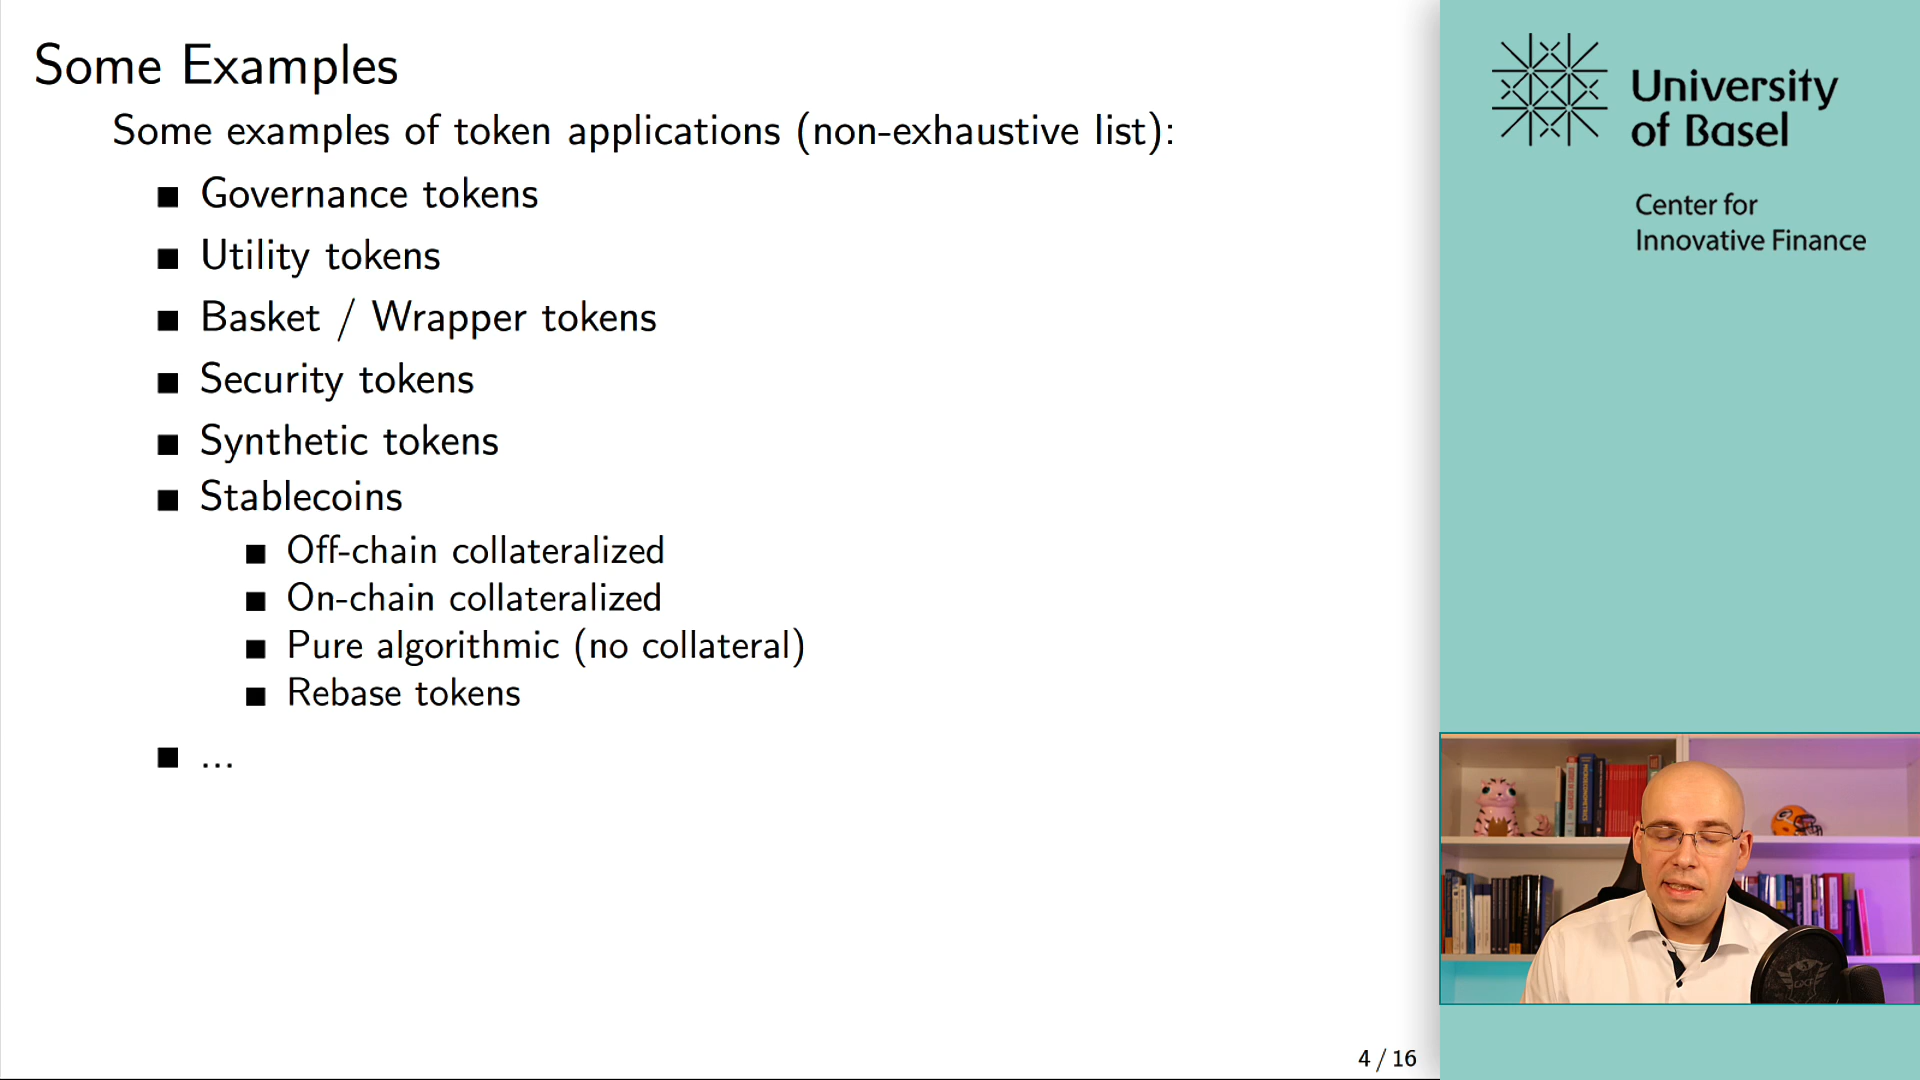 Some Examples
Some examples of token applications (non-exhaustive list):
■ Governance tokens
■ Utility tokens
■ Basket / Wrapper tokens
■ Security tokens
■ Synthetic tokens
■ Stablecoins
■ Off-chain collateralized
■ On-chain collateralized
■ Pure algorithmic (no collateral)
■ Rebase tokens
■ ...
4 / 16
University
of Basel
Center for
Innovative Finance